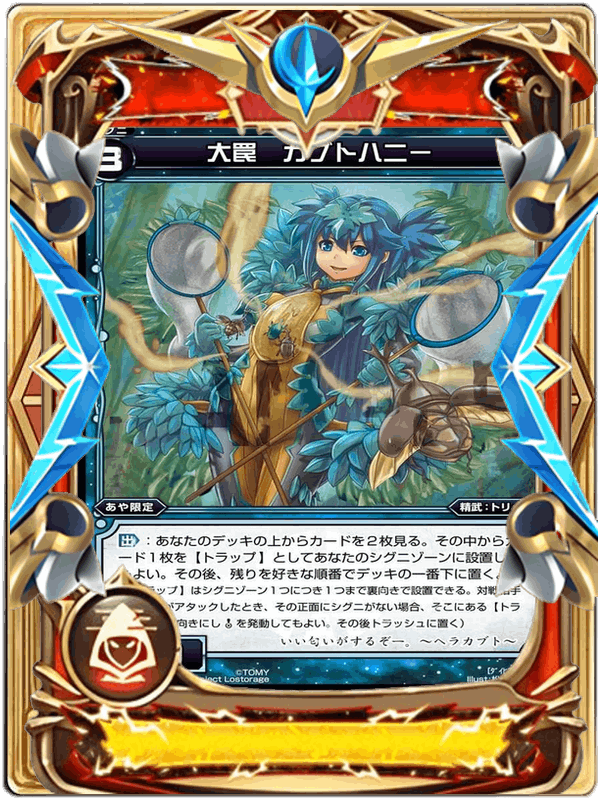 グニ
3
大罠　カブトハニー
あや限定
精武：トリ
出：あなたのデッキの上からカードを２枚見る。その中から
ード１枚を【トラップ】としてあなたのシグニゾーンに設置し
よい。その後、残りを好きな順番でデッキの一番下に置く。
ップ】はシグニゾーン１つにつき１つまで裏向きで設置できる。対戦相手
がアタックしたとき、その正面にシグニがない場合、そこにある【トラ
向きにし を発動してもよい。その後トラッシュに置く）
いい匂いがするぞー。～ヘラカブト～
©TOMY
ject Lostorage
Illust.